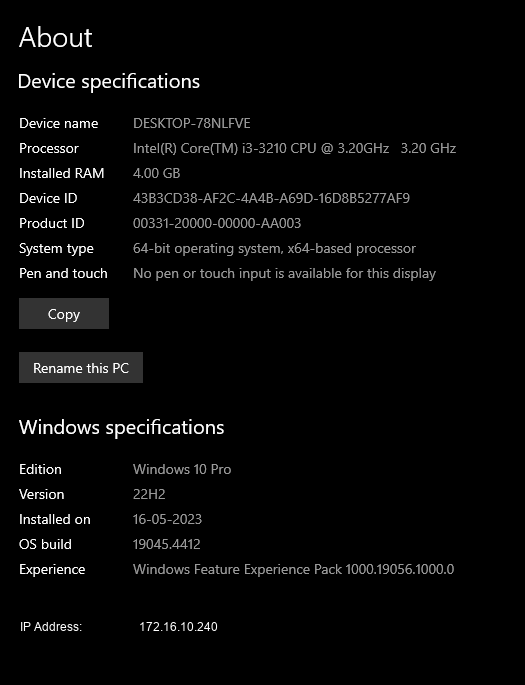 About
Device specifications
Device name DESKTOP-78NLFVE
Processor Intel(R) Core(TM) i3-3210 CPU @ 3.20GHz 3.20 GHz
Installed RAM 4.00 GB
Device ID 43B3CD38-AF2C-4A4B-A69D-16D8B5277AF9
Product ID 00331-20000-00000-AA003
System type 64-bit operating system, x64-based processor
Pen and touch No pen or touch input is available for this display
Copy
Rename this PC
Windows specifications
Edition Windows 10 Pro
Version 22H2
Installed on 16-05-2023
OS build 19045.4412
Experience Windows Feature Experience Pack 1000.19056.1000.0
IP Address: 172.16.10.240